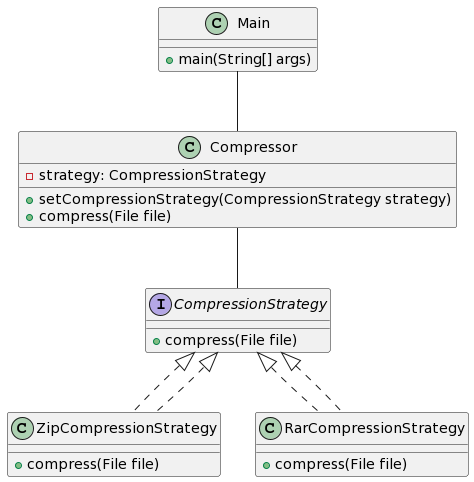 C Main
main(String[] args)
C Compressor
strategy: CompressionStrategy
setCompressionStrategy(CompressionStrategy strategy)
compress(File file)
I CompressionStrategy
compress(File file)
C ZipCompressionStrategy
compress(File file)
C RarCompressionStrategy
compress(File file)